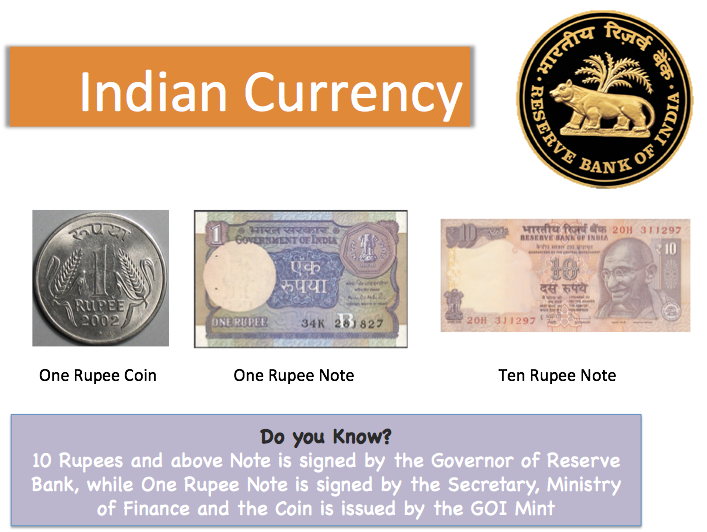 Indian Currency
भारतीय रिज़र्व बैंक
RESERVE BANK OF INDIA
रुपया
1
RUPEE
2002
1
भारत सरकार
GOVERNMENT OF INDIA
एक
रुपया
ONE RUPEE
34K
827
B
10
भारतीय रिज़र्व बैंक
20H 311297
RESERVE BANK OF INDIA
₹10
10
दस रुपये
20H 311297
One Rupee Coin
One Rupee Note
Ten Rupee Note
Do you Know?
10 Rupees and above Note is signed by the Governor of Reserve
Bank, while One Rupee Note is signed by the Secretary, Ministry
of Finance and the Coin is issued by the GOI Mint